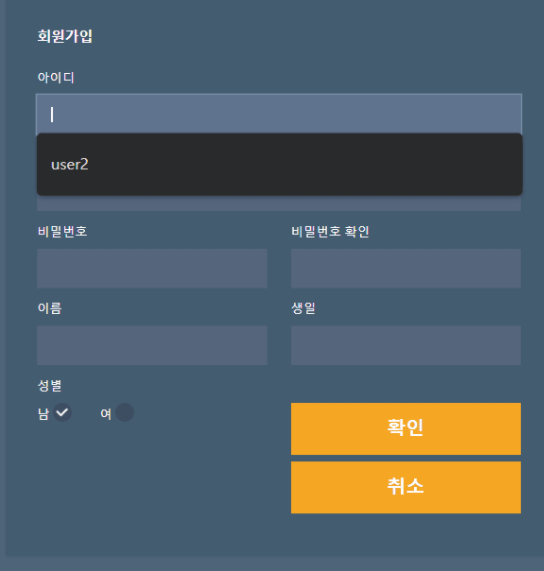 회원가입
아이디
user2
비밀번호 비밀번호 확인
이름 생일
성별
남 여
확인
취소